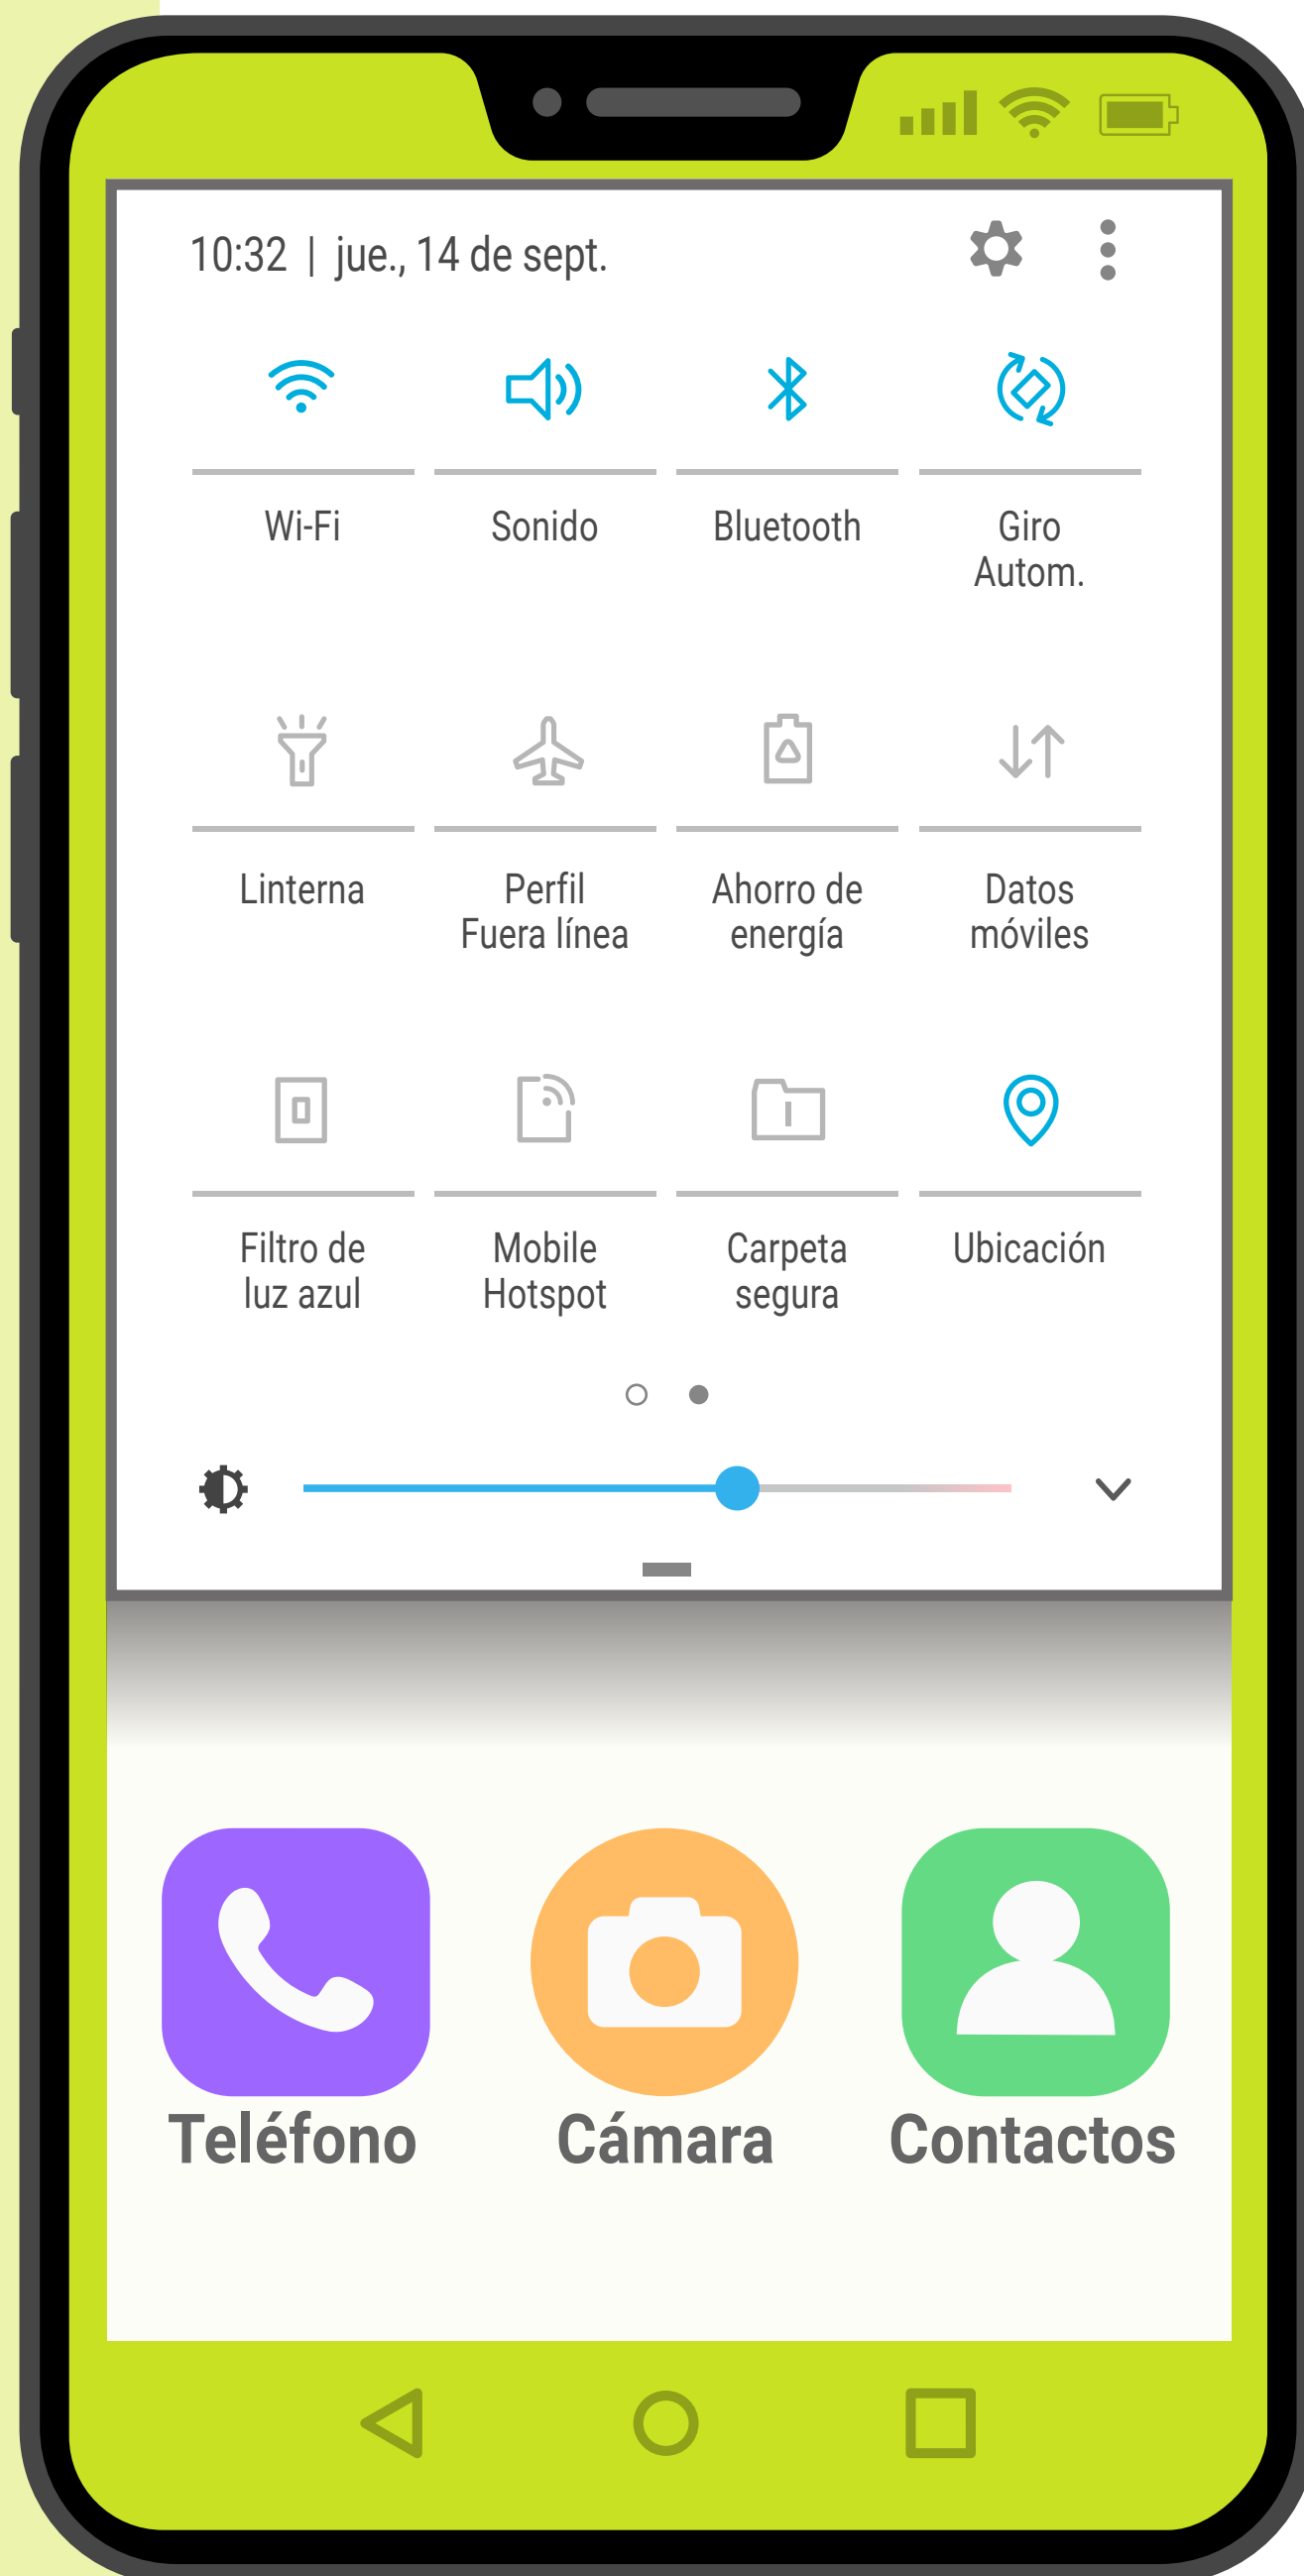 10:32 | jue., 14 de sept.
Wi-Fi
Sonido
Bluetooth
Giro
Autom.
Linterna
Perfil
Fuera línea
Ahorro de
energía
Datos
móviles
Filtro de
luz azul
Mobile
Hotspot
Carpeta
segura
Ubicación
Teléfono
Cámara
Contactos